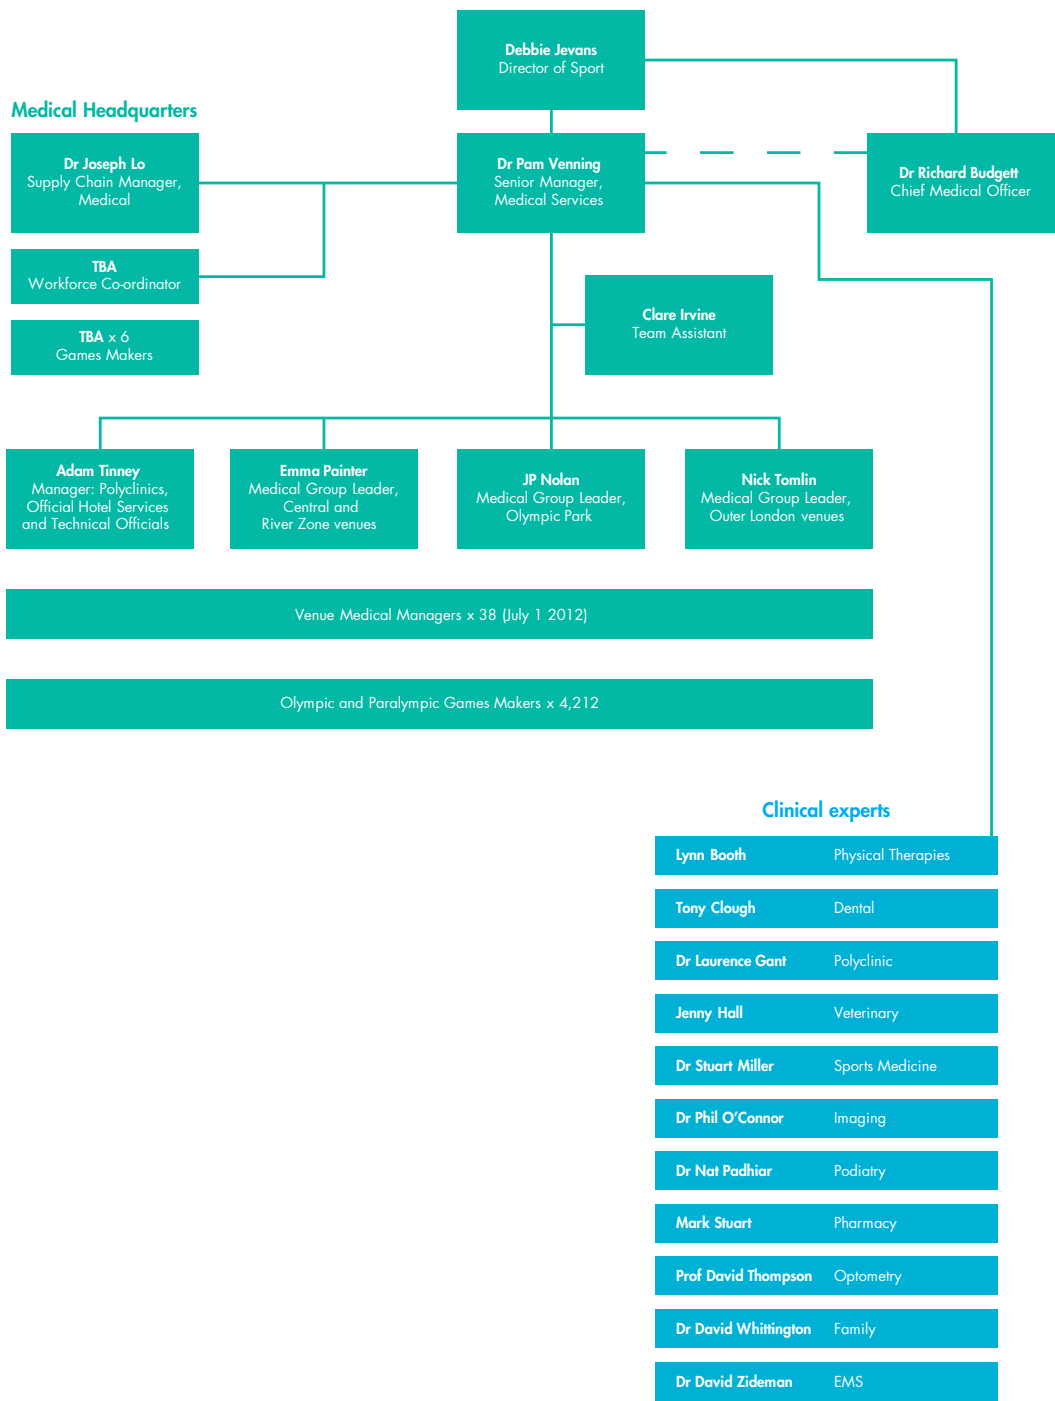 Debbie Jevans
Director of Sport
Medical Headquarters
Dr Joseph Lo
Supply Chain Manager,
Medical
Dr Pam Venning
Senior Manager,
Medical Services
Dr Richard Budgett
Chief Medical Officer
TBA
Workforce Co-ordinator
TBA x 6
Games Makers
Clare Irvine
Team Assistant
Adam Tinney
Manager: Polyclinics,
Official Hotel Services
and Technical Officials
Emma Painter
Medical Group Leader,
Central and
River Zone venues
JP Nolan
Medical Group Leader,
Olympic Park
Nick Tomlin
Medical Group Leader,
Outer London venues
Venue Medical Managers x 38 (July 1 2012)
Olympic and Paralympic Games Makers x 4,212
Clinical experts
Lynn Booth Physical Therapies
Tony Clough Dental
Dr Laurence Gant Polyclinic
Jenny Hall Veterinary
Dr Stuart Miller Sports Medicine
Dr Phil O’Connor Imaging
Dr Nat Padhiar Podiatry
Mark Stuart Pharmacy
Prof David Thompson Optometry
Dr David Whittington Family
Dr David Zideman EMS